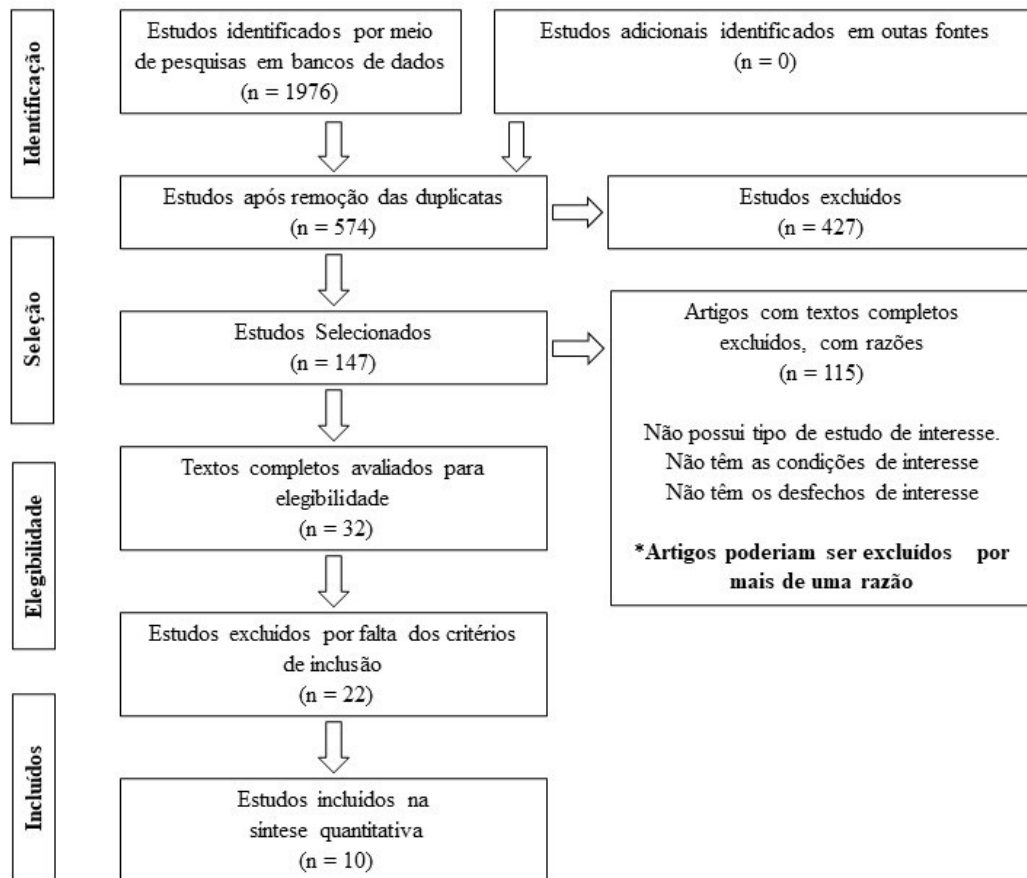 Identificação
Estudos identificados por meio
de pesquisas em bancos de dados
(n = 1976)
Estudos adicionais identificados em outas fontes
(n = 0)
Estudos após remoção das duplicatas
(n = 574)
Estudos excluídos
(n = 427)
Seleção
Estudos Selecionados
(n = 147)
Artigos com textos completos
excluídos, com razões
(n = 115)
Não possui tipo de estudo de interesse.
Não têm as condições de interesse
Não têm os desfechos de interesse
*Artigos poderiam ser excluídos por
mais de uma razão
Elegibilidade
Textos completos avaliados para
elegibilidade
(n = 32)
Estudos excluídos por falta dos critérios
de inclusão
(n = 22)
Incluídos
Estudos incluídos na
síntese quantitativa
(n = 10)